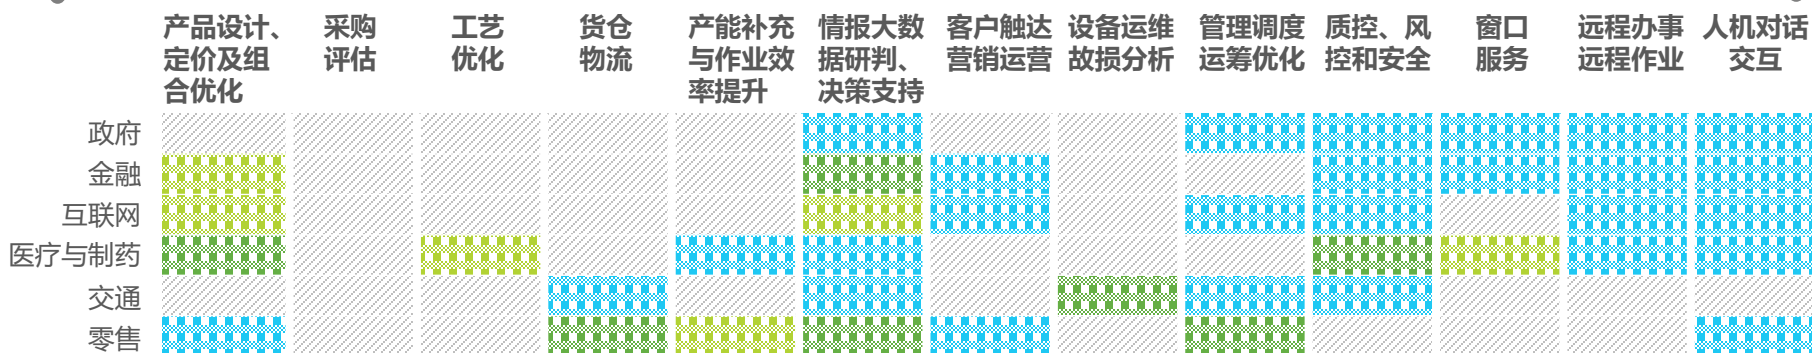 产品设计、
定价及组
合优化
采购
评估
工艺
优化
货仓
物流
产能补充
与作业效
率提升
情报大数
据研判、
决策支持
客户触达
营销运营
设备运维
故损分析
管理调度
运筹优化
质控、风
控和安全
窗口
服务
远程办事
远程作业
人机对话
交互
政府
金融
互联网
医疗与制药
交通
零售